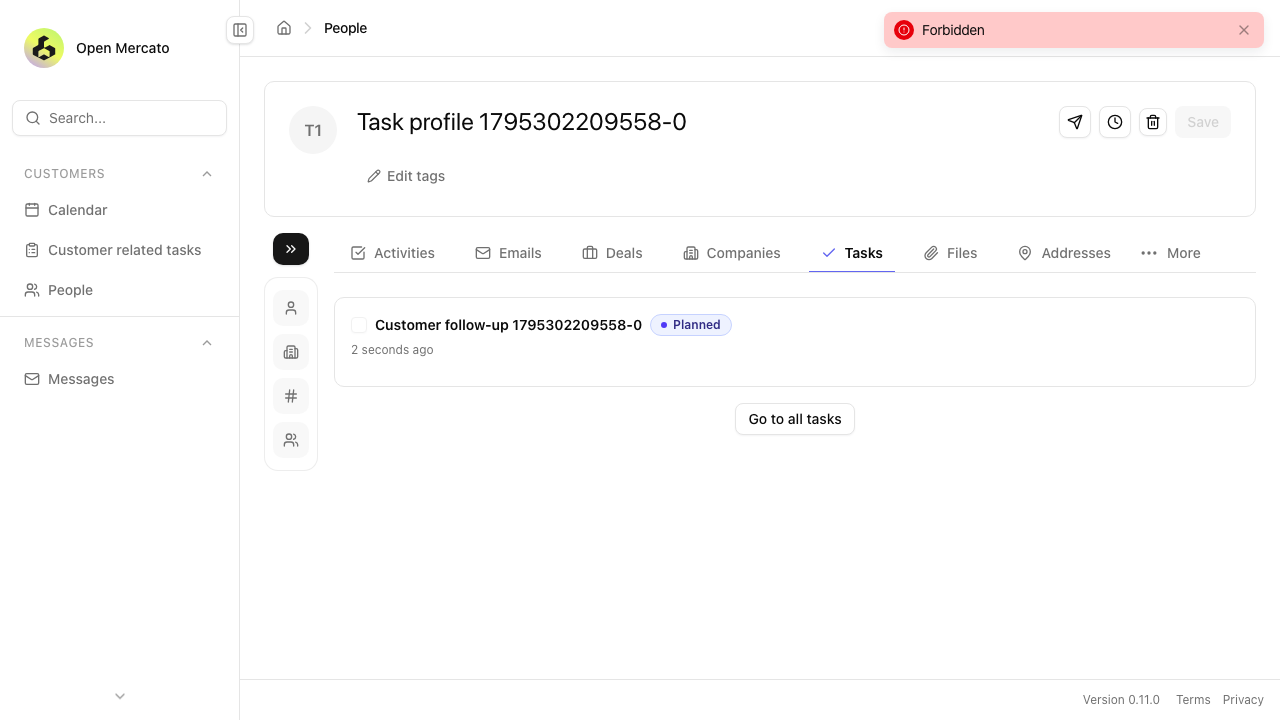 Open Mercato
People
Forbidden
Search...
T1
Task profile 1795302209558-0
Save
Edit tags
CUSTOMERS
Calendar
Customer related tasks
People
MESSAGES
Messages
Activities
Emails
Deals
Companies
Tasks
Files
Addresses
More
Customer follow-up 1795302209558-0
Planned
2 seconds ago
Go to all tasks
Version 0.11.0
Terms
Privacy